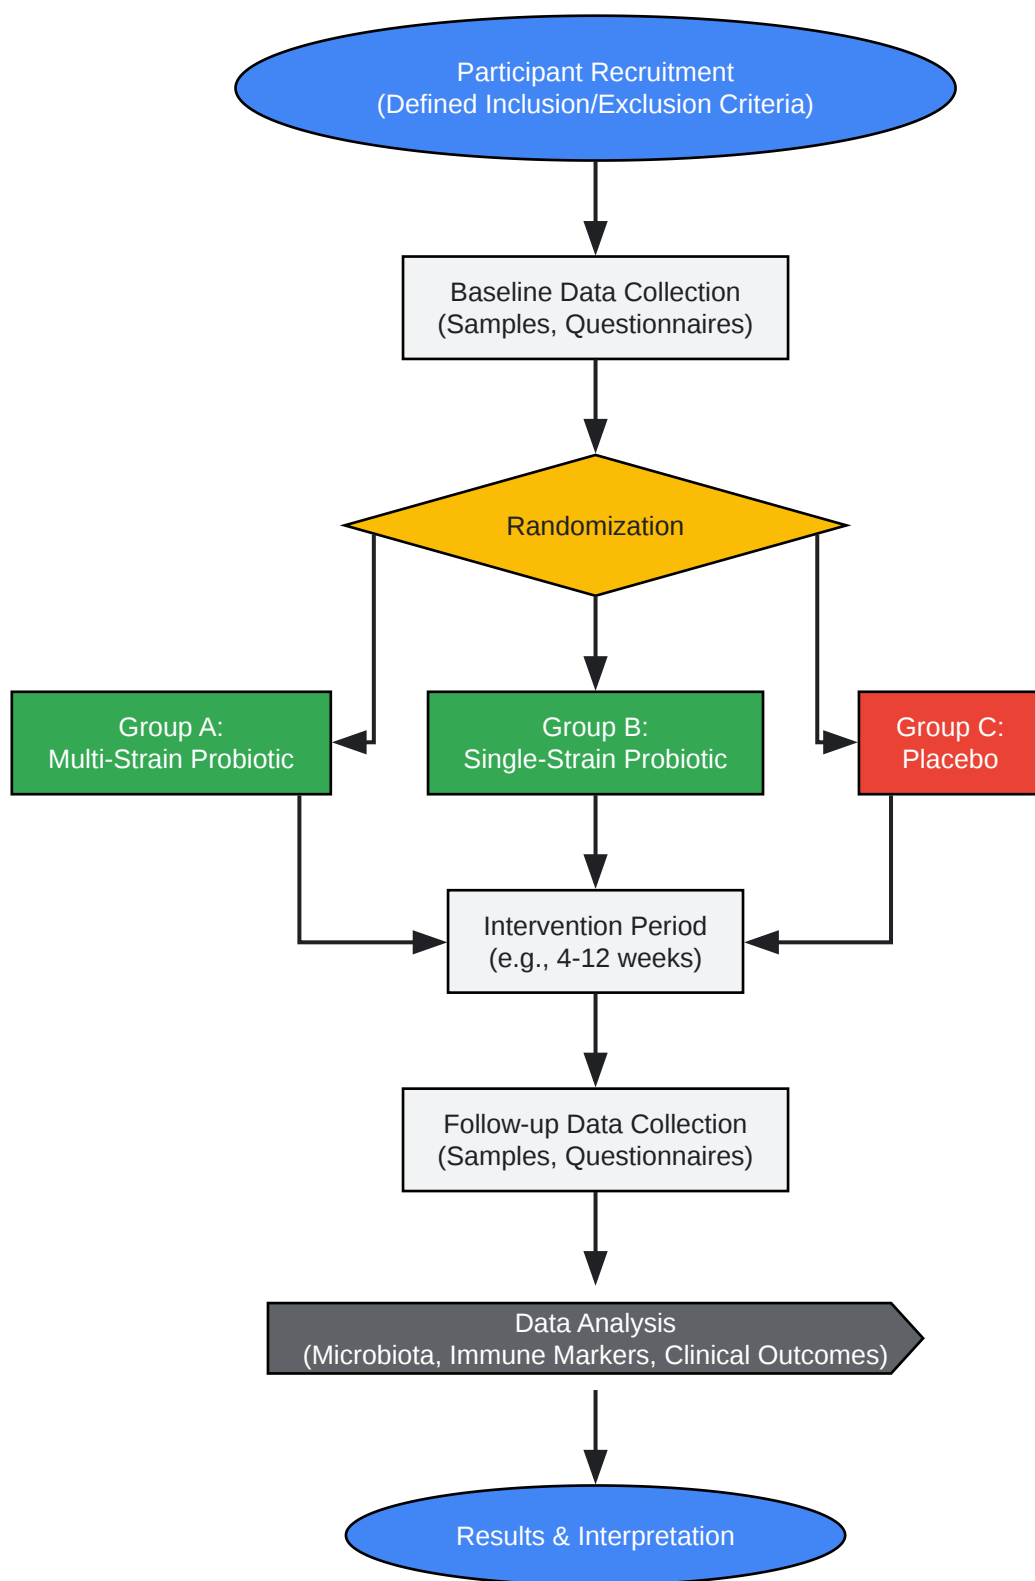 Participant Recruitment
(Defined Inclusion/Exclusion Criteria)
Baseline Data Collection
(Samples, Questionnaires)
Randomization
Group A:
Multi-Strain Probiotic
Group B:
Single-Strain Probiotic
Group C:
Placebo
Intervention Period
(e.g., 4-12 weeks)
Follow-up Data Collection
(Samples, Questionnaires)
Data Analysis
(Microbiota, Immune Markers, Clinical Outcomes)
Results & Interpretation